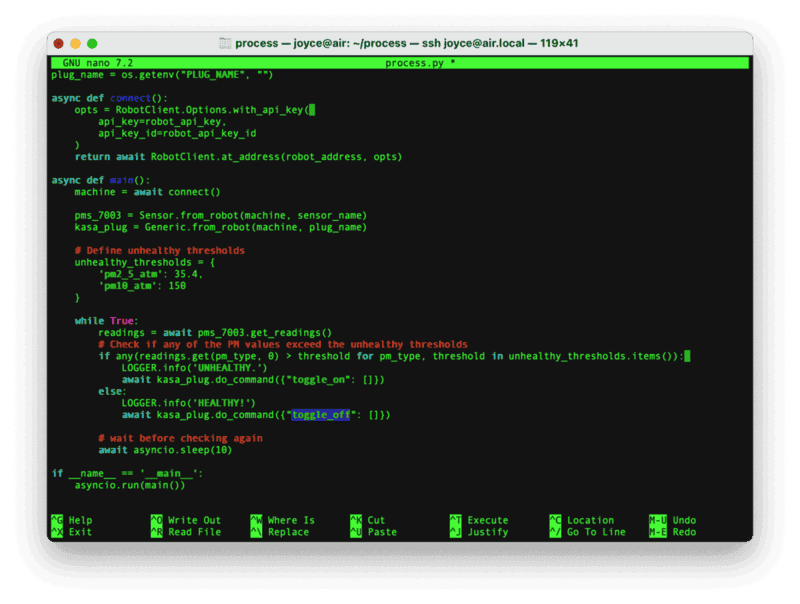 process — joyce@air: ~/process — ssh joyce@air.local — 119×41
GNU nano 7.2 process.py *
plug_name = os.getenv("PLUG_NAME", "")
async def connect():
    opts = RobotClient.Options.with_api_key(
        api_key=robot_api_key,
        api_key_id=robot_api_key_id
    )
    return await RobotClient.at_address(robot_address, opts)
async def main():
    machine = await connect()
    pms_7003 = Sensor.from_robot(machine, sensor_name)
    kasa_plug = Generic.from_robot(machine, plug_name)
    # Define unhealthy thresholds
    unhealthy_thresholds = {
        'pm2_5_atm': 35.4,
        'pm10_atm': 150
    }
    while True:
        readings = await pms_7003.get_readings()
        # Check if any of the PM values exceed the unhealthy thresholds
        if any(readings.get(pm_type, 0) > threshold for pm_type, threshold in unhealthy_thresholds.items()):
            LOGGER.info('UNHEALTHY.')
            await kasa_plug.do_command({"toggle_on": []})
        else:
            LOGGER.info('HEALTHY!')
            await kasa_plug.do_command({"toggle_off": []})
        # wait before checking again
        await asyncio.sleep(10)
if __name__ == '__main__':
    asyncio.run(main())
^G Help ^O Write Out ^W Where Is ^K Cut ^T Execute ^C Location M-U Undo
^X Exit ^R Read File ^\ Replace ^U Paste ^J Justify ^/ Go To Line M-E Redo